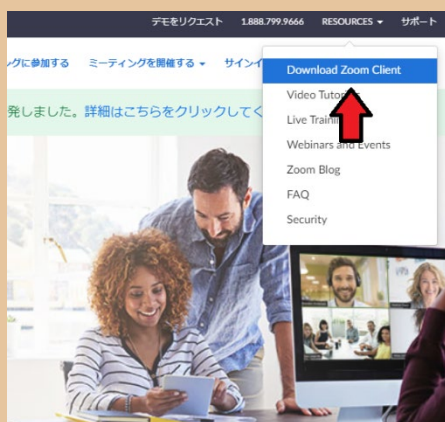 デモをリクエスト 1.888.799.9666 RESOURCES サポート
グに参加する ミーティングを開催する サインイ
Download Zoom Client
Video
発しました。詳細はこちらをクリックしてく
Live
Webinars and Events
Zoom Blog
FAQ
Security